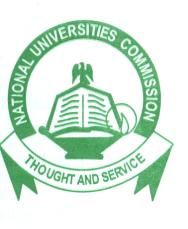 NATIONAL UNIVERSITIES COMMISSION
THOUGHT AND SERVICE